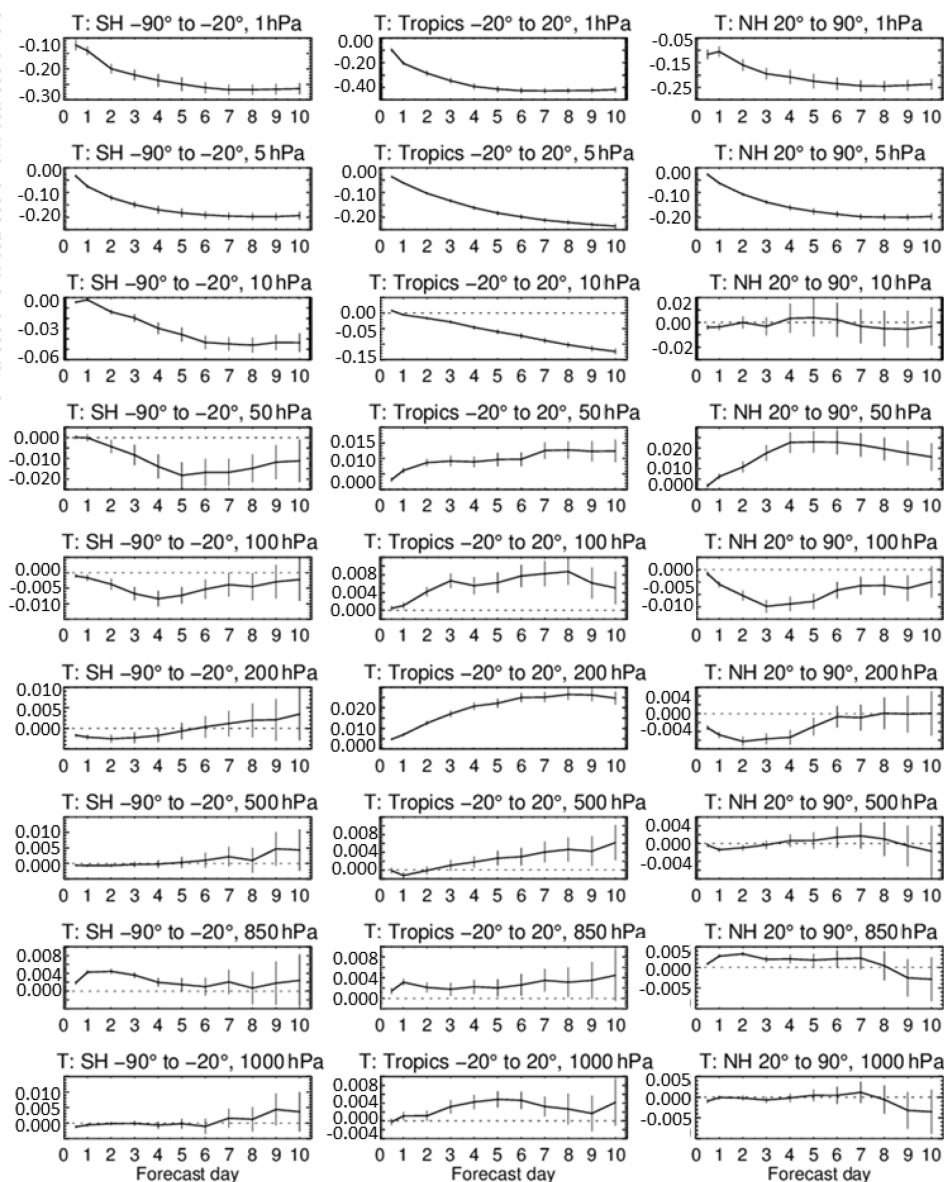 T: SH −90° to −20°, 1hPa T: Tropics −20° to 20°, 1hPa T: NH 20° to 90°, 1hPa
-0.10 0.00 -0.05
-0.20 -0.15
-0.30 -0.40 -0.25
0 1 2 3 4 5 6 7 8 9 10 0 1 2 3 4 5 6 7 8 9 10 0 1 2 3 4 5 6 7 8 9 10
T: SH −90° to −20°, 5hPa T: Tropics −20° to 20°, 5hPa T: NH 20° to 90°, 5hPa
0.00 0.00 0.00
-0.10 -0.10 -0.10
-0.20 -0.20 -0.20
0 1 2 3 4 5 6 7 8 9 10 0 1 2 3 4 5 6 7 8 9 10 0 1 2 3 4 5 6 7 8 9 10
T: SH −90° to −20°, 10hPa T: Tropics −20° to 20°, 10hPa T: NH 20° to 90°, 10hPa
0.00 0.00 0.02
-0.03 -0.05 0.00
-0.06 -0.15 -0.02
0 1 2 3 4 5 6 7 8 9 10 0 1 2 3 4 5 6 7 8 9 10 0 1 2 3 4 5 6 7 8 9 10
T: SH −90° to −20°, 50hPa T: Tropics −20° to 20°, 50hPa T: NH 20° to 90°, 50hPa
0.000 0.015 0.020
-0.010 0.010 0.010
-0.020 0.000 0.000
0 1 2 3 4 5 6 7 8 9 10 0 1 2 3 4 5 6 7 8 9 10 0 1 2 3 4 5 6 7 8 9 10
T: SH −90° to −20°, 100hPa T: Tropics −20° to 20°, 100hPa T: NH 20° to 90°, 100hPa
0.000 0.008 0.000
-0.005 0.004 -0.005
-0.010 0.000 -0.010
0 1 2 3 4 5 6 7 8 9 10 0 1 2 3 4 5 6 7 8 9 10 0 1 2 3 4 5 6 7 8 9 10
T: SH −90° to −20°, 200hPa T: Tropics −20° to 20°, 200hPa T: NH 20° to 90°, 200hPa
0.010 0.020 0.004
0.005 0.010 0.000
0.000 0.000 -0.004
0 1 2 3 4 5 6 7 8 9 10 0 1 2 3 4 5 6 7 8 9 10 0 1 2 3 4 5 6 7 8 9 10
T: SH −90° to −20°, 500hPa T: Tropics −20° to 20°, 500hPa T: NH 20° to 90°, 500hPa
0.010 0.008 0.004
0.005 0.004 0.000
0.000 0.000 -0.004
0 1 2 3 4 5 6 7 8 9 10 0 1 2 3 4 5 6 7 8 9 10 0 1 2 3 4 5 6 7 8 9 10
T: SH −90° to −20°, 850hPa T: Tropics −20° to 20°, 850hPa T: NH 20° to 90°, 850hPa
0.008 0.008 0.005
0.004 0.004 0.000
0.000 0.000 -0.005
0 1 2 3 4 5 6 7 8 9 10 0 1 2 3 4 5 6 7 8 9 10 0 1 2 3 4 5 6 7 8 9 10
T: SH −90° to −20°, 1000hPa T: Tropics −20° to 20°, 1000hPa T: NH 20° to 90°, 1000hPa
0.010 0.008 0.005
0.005 0.004 0.000
0.000 0.000 -0.005
-0.004
0 1 2 3 4 5 6 7 8 9 10 0 1 2 3 4 5 6 7 8 9 10 0 1 2 3 4 5 6 7 8 9 10
Forecast day Forecast day Forecast day